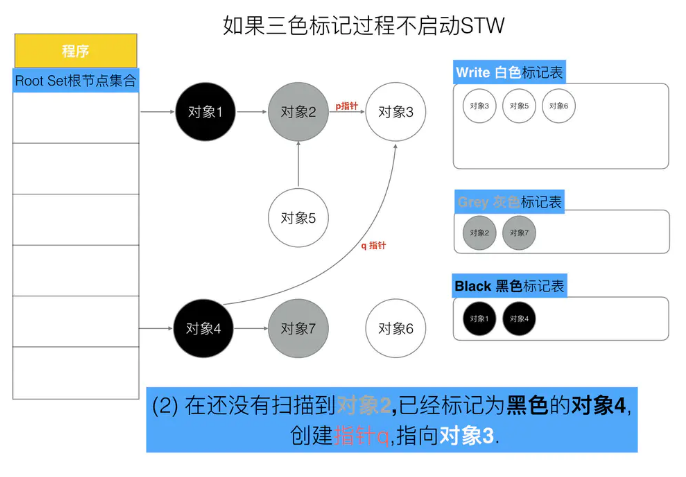 如果三色标记过程不启动STW
程序
Root Set根节点集合
对象1
对象2
p指针
对象3
对象5
q 指针
对象4
对象7
对象6
Write 白色标记表
对象3 对象5 对象6
Grey 灰色标记表
对象2 对象7
Black 黑色标记表
对象1 对象4
(2) 在还没有扫描到对象2,已经标记为黑色的对象4,
创建指针q,指向对象3.